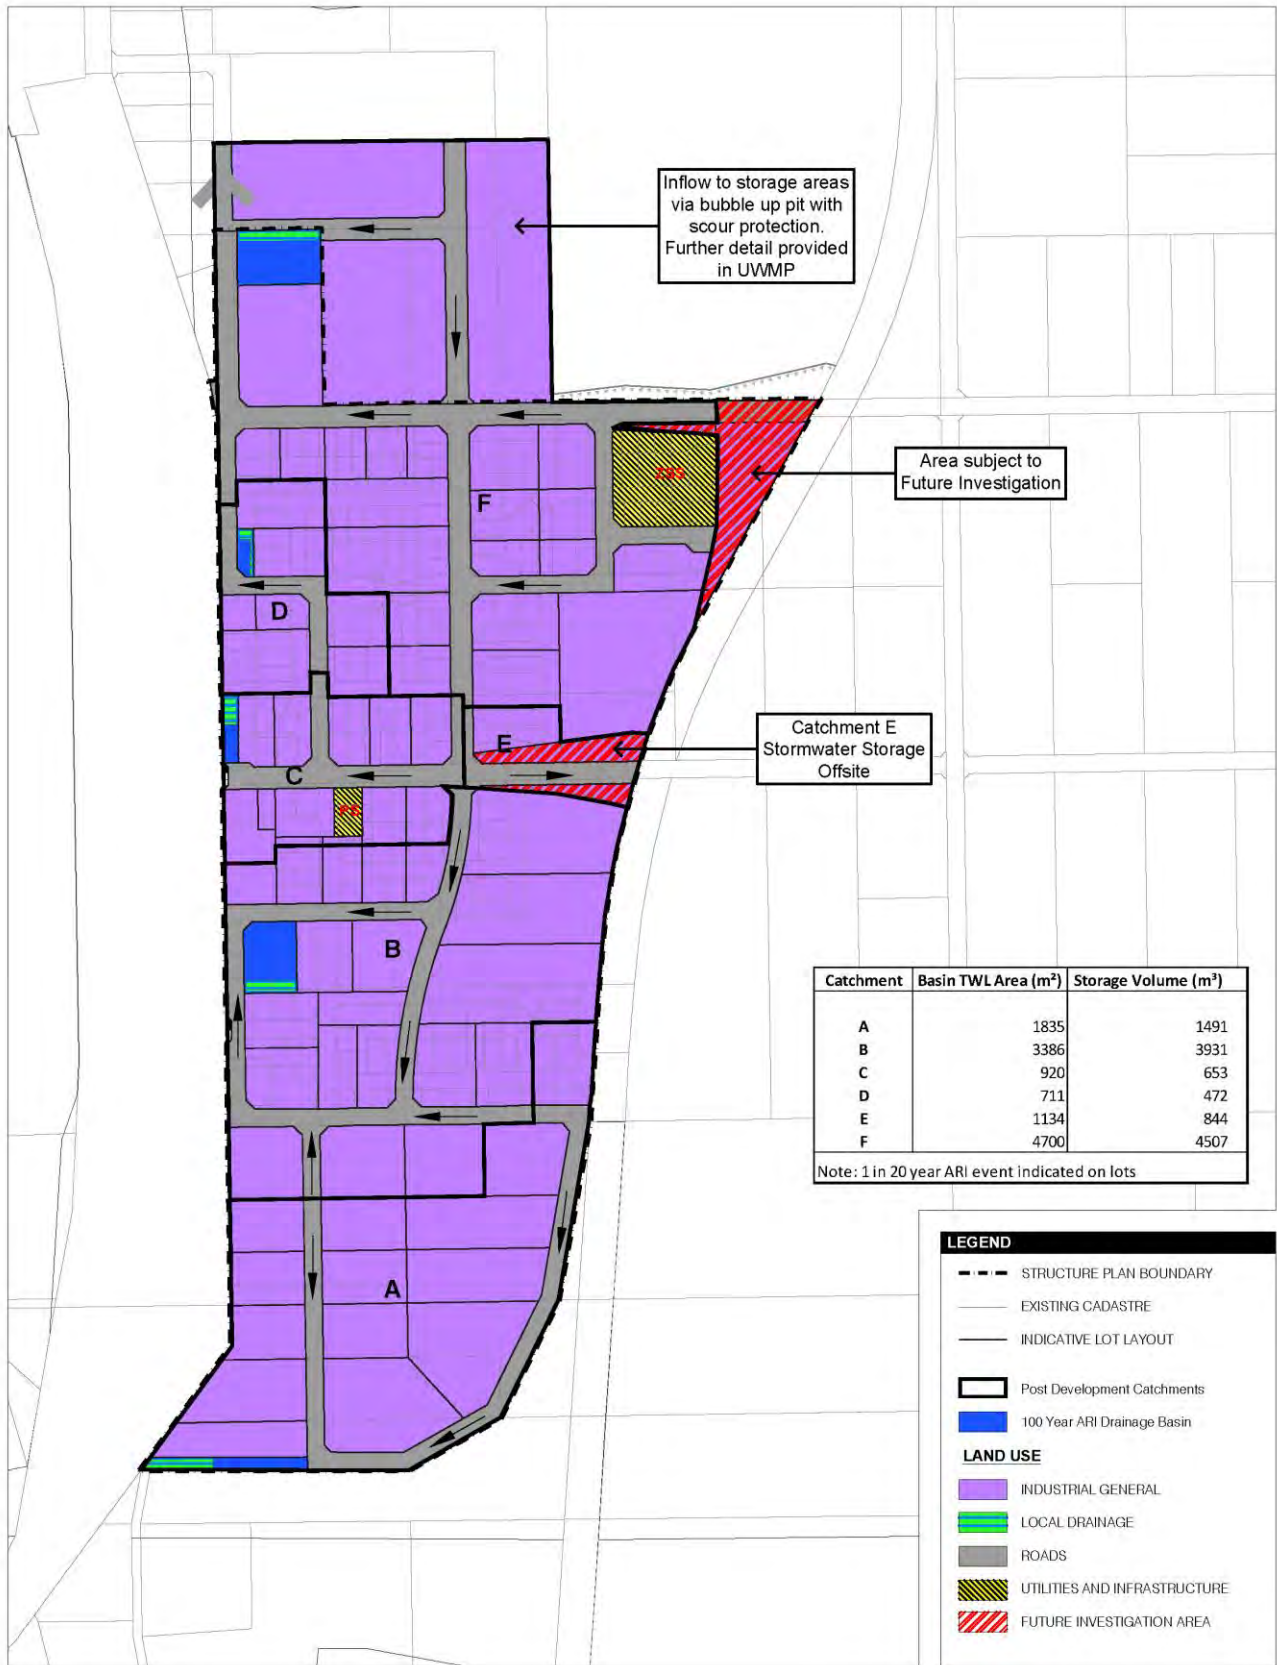 Inflow to storage areas
via bubble up pit with
scour protection.
Further detail provided
in UWMP
Area subject to
Future Investigation
ZSS
F
D
Catchment E
Stormwater Storage
Offsite
E
C
PS
B
A
Catchment Basin TWL Area (m²) Storage Volume (m³)
A 1835 1491
B 3386 3931
C 920 653
D 711 472
E 1134 844
F 4700 4507
Note: 1 in 20 year ARI event indicated on lots
LEGEND
STRUCTURE PLAN BOUNDARY
EXISTING CADASTRE
INDICATIVE LOT LAYOUT
Post Development Catchments
100 Year ARI Drainage Basin
LAND USE
INDUSTRIAL GENERAL
LOCAL DRAINAGE
ROADS
UTILITIES AND INFRASTRUCTURE
FUTURE INVESTIGATION AREA